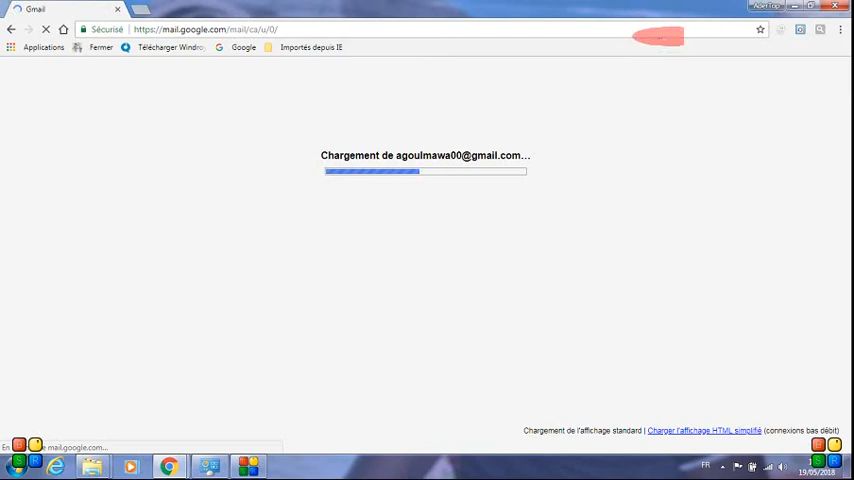 Gmail
AderTop
Sécurisé https://mail.google.com/mail/ca/u/0/
Applications Fermer Télécharger Windro Google Importés depuis IE
Chargement de agoulmawa00@gmail.com…
Chargement de l'affichage standard | Charger l'affichage HTML simplifié (connexions bas débit)
mail.google.com...
S R S R
FR
19/05/2018